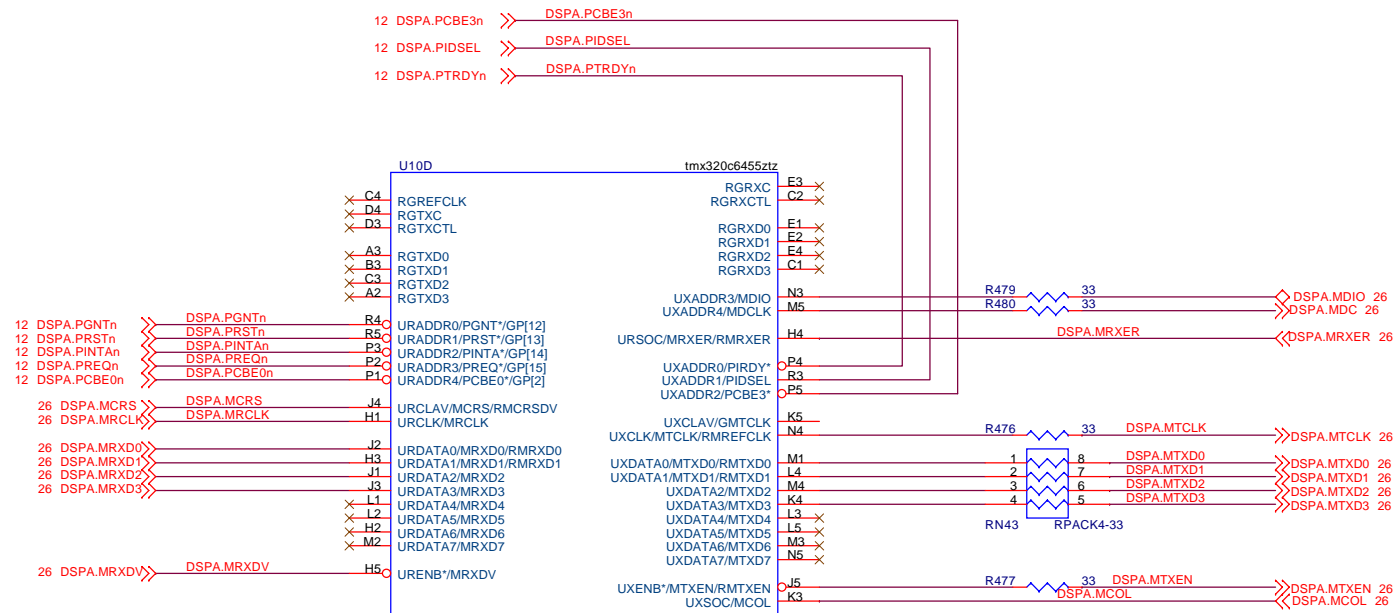 12 DSPA.PCBE3n DSPA.PCBE3n
12 DSPA.PIDSEL DSPA.PIDSEL
12 DSPA.PTRDYn DSPA.PTRDYn
U10D tmx320c6455ztz
RGRXC E3
C4 RGREFCLK RGRXCTL C2
D4 RGTXC
D3 RGTXCTL RGRXD0 E1
RGRXD1 E2
A3 RGTXD0 RGRXD2 E4
B3 RGTXD1 RGRXD3 C1
C3 RGTXD2
A2 RGTXD3 UXADDR3/MDIO N3 R479 33 DSPA.MDIO 26
UXADDR4/MDCLK M5 R480 33 DSPA.MDC 26
12 DSPA.PGNTn DSPA.PGNTn R4 URADDR0/PGNT*/GP[12]
12 DSPA.PRSTn DSPA.PRSTn R5 URADDR1/PRST*/GP[13] URSOC/MRXER/RMRXER H4 DSPA.MRXER DSPA.MRXER 26
12 DSPA.PINTAn DSPA.PINTAn P3 URADDR2/PINTA*/GP[14]
12 DSPA.PREQn DSPA.PREQn P2 URADDR3/PREQ*/GP[15] UXADDR0/PIRDY* P4
12 DSPA.PCBE0n DSPA.PCBE0n P1 URADDR4/PCBE0*/GP[2] UXADDR1/PIDSEL R3
UXADDR2/PCBE3* P5
26 DSPA.MCRS DSPA.MCRS J4 URCLAV/MCRS/RMCRSDV
26 DSPA.MRCLK DSPA.MRCLK H1 URCLK/MRCLK UXCLAV/GMTCLK K5
UXCLK/MTCLK/RMREFCLK N4 R476 33 DSPA.MTCLK DSPA.MTCLK 26
26 DSPA.MRXD0 J2 URDATA0/MRXD0/RMRXD0
26 DSPA.MRXD1 H3 URDATA1/MRXD1/RMRXD1 UXDATA0/MTXD0/RMTXD0 M1 1 8 DSPA.MTXD0 DSPA.MTXD0 26
26 DSPA.MRXD2 J1 URDATA2/MRXD2 UXDATA1/MTXD1/RMTXD1 L4 2 7 DSPA.MTXD1 DSPA.MTXD1 26
26 DSPA.MRXD3 J3 URDATA3/MRXD3 UXDATA2/MTXD2 M4 3 6 DSPA.MTXD2 DSPA.MTXD2 26
L1 URDATA4/MRXD4 UXDATA3/MTXD3 K4 4 5 DSPA.MTXD3 DSPA.MTXD3 26
L2 URDATA5/MRXD5 UXDATA4/MTXD4 L3 RN43 RPACK4-33
H2 URDATA6/MRXD6 UXDATA5/MTXD5 L5
M2 URDATA7/MRXD7 UXDATA6/MTXD6 M3
UXDATA7/MTXD7 N5
26 DSPA.MRXDV DSPA.MRXDV H5 URENB*/MRXDV
UXENB*/MTXEN/RMTXEN J5 R477 33 DSPA.MTXEN DSPA.MTXEN 26
UXSOC/MCOL K3 DSPA.MCOL DSPA.MCOL 26